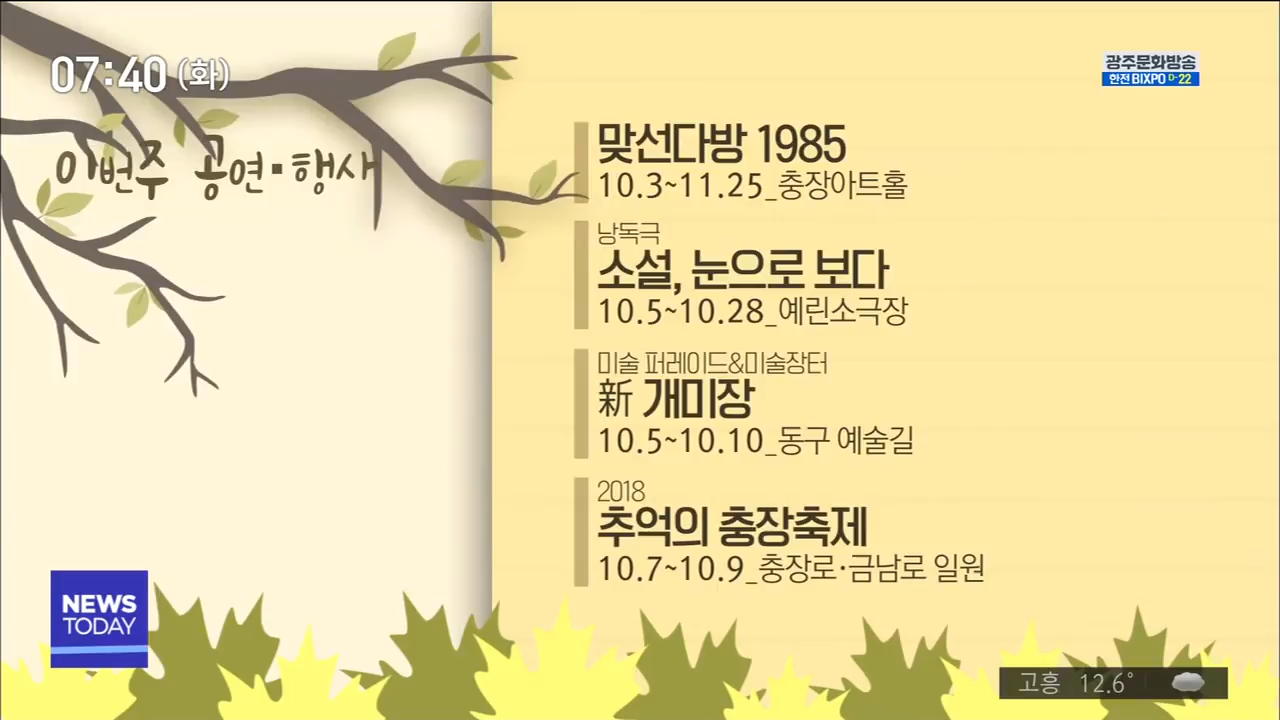 07:40 (화)
광주문화방송
한전 BIXPO D-22
이번주 공연·행사
맞선다방 1985
10.3~11.25_충장아트홀
낭독극
소설, 눈으로 보다
10.5~10.28_예린소극장
미술 퍼레이드&미술장터
新 개미장
10.5~10.10_동구 예술길
2018
추억의 충장축제
10.7~10.9_충장로·금남로 일원
NEWS
TODAY
고흥 12.6°